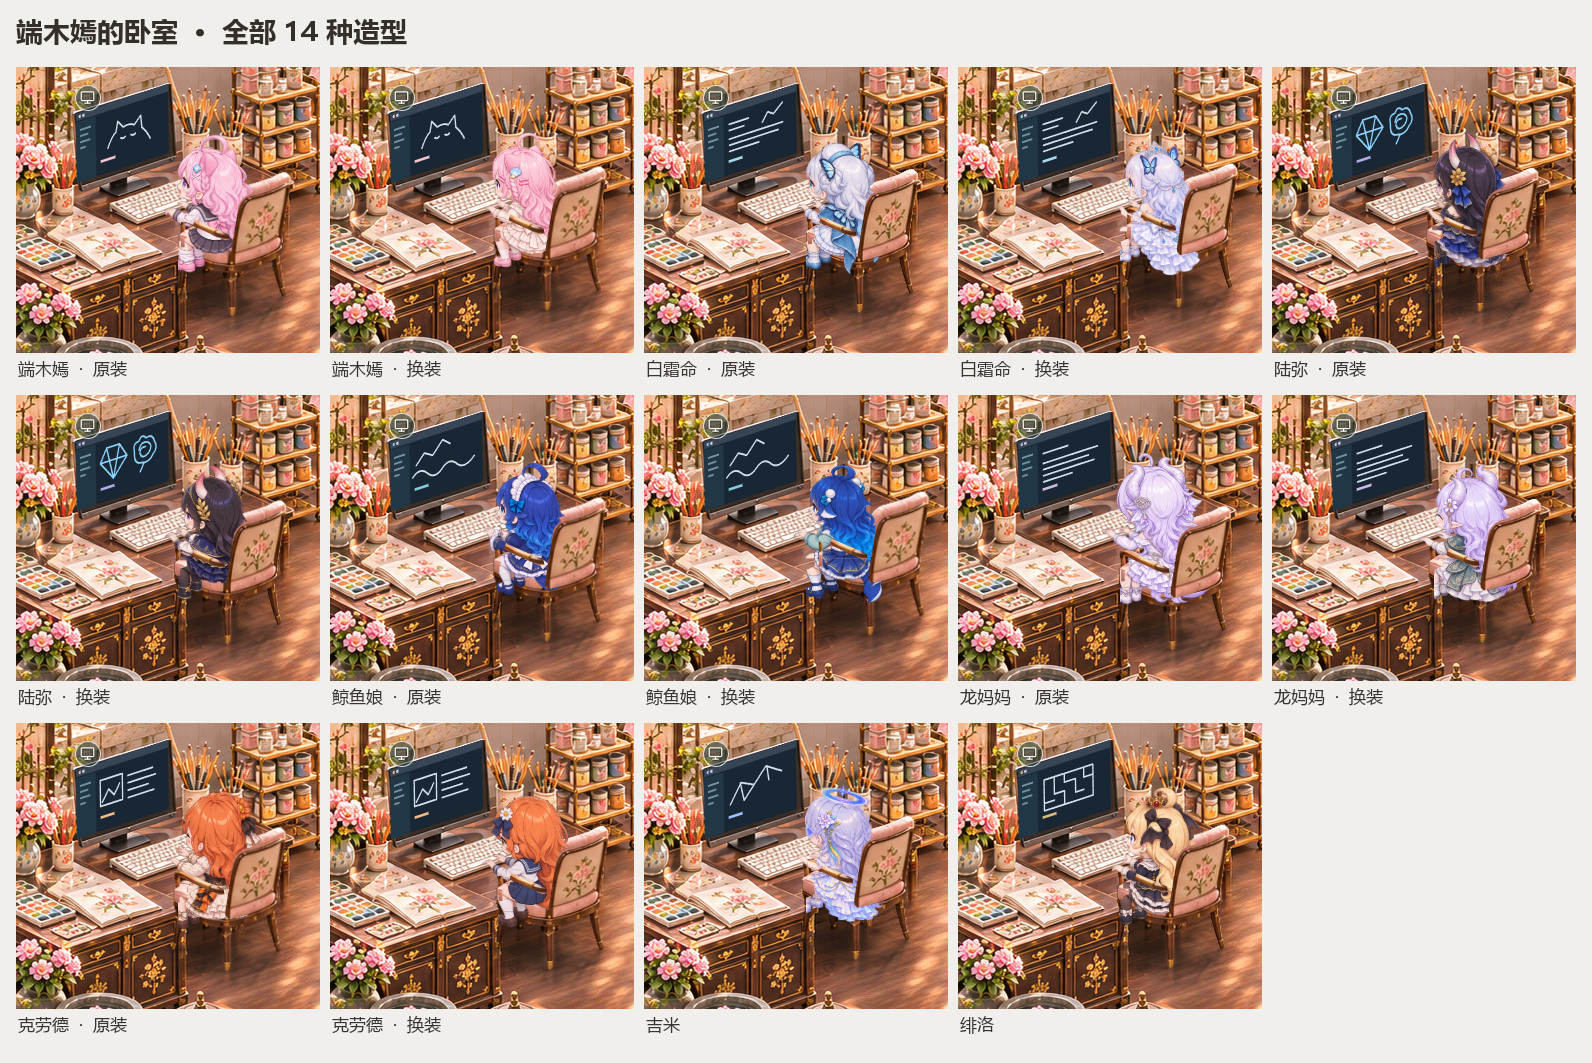 端木嫣的卧室 • 全部 14 种造型
端木嫣 · 原装
端木嫣 · 换装
白霜命 · 原装
白霜命 · 换装
陆弥 · 原装
陆弥 · 换装
鲸鱼娘 · 原装
鲸鱼娘 · 换装
龙妈妈 · 原装
龙妈妈 · 换装
克劳德 · 原装
克劳德 · 换装
吉米
绯洛